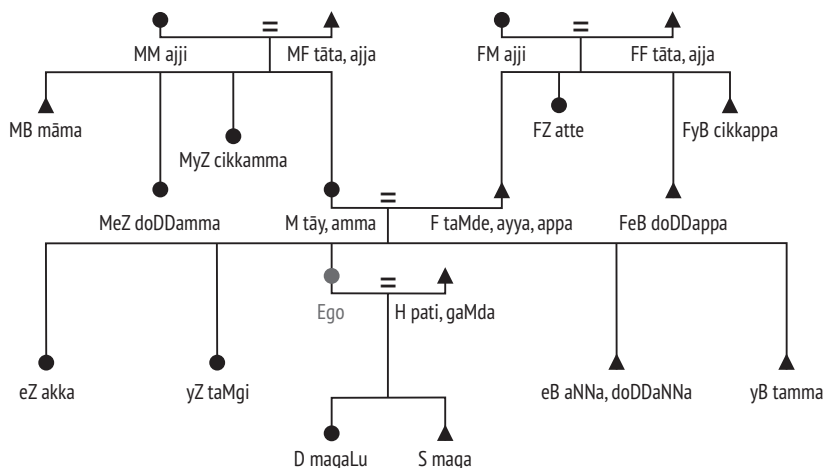 = =
MM ajji MF tāta, ajja FM ajji FF tāta, ajja
MB māma FZ atte FyB cikkappa
MyZ cikkamma
=
MeZ doDDamma M tāy, amma F taMde, ayya, appa FeB doDDappa
=
Ego H pati, gaMda
eZ akka yZ taMgi eB aNNa, doDDaNNa yB tamma
D magaLu S maga